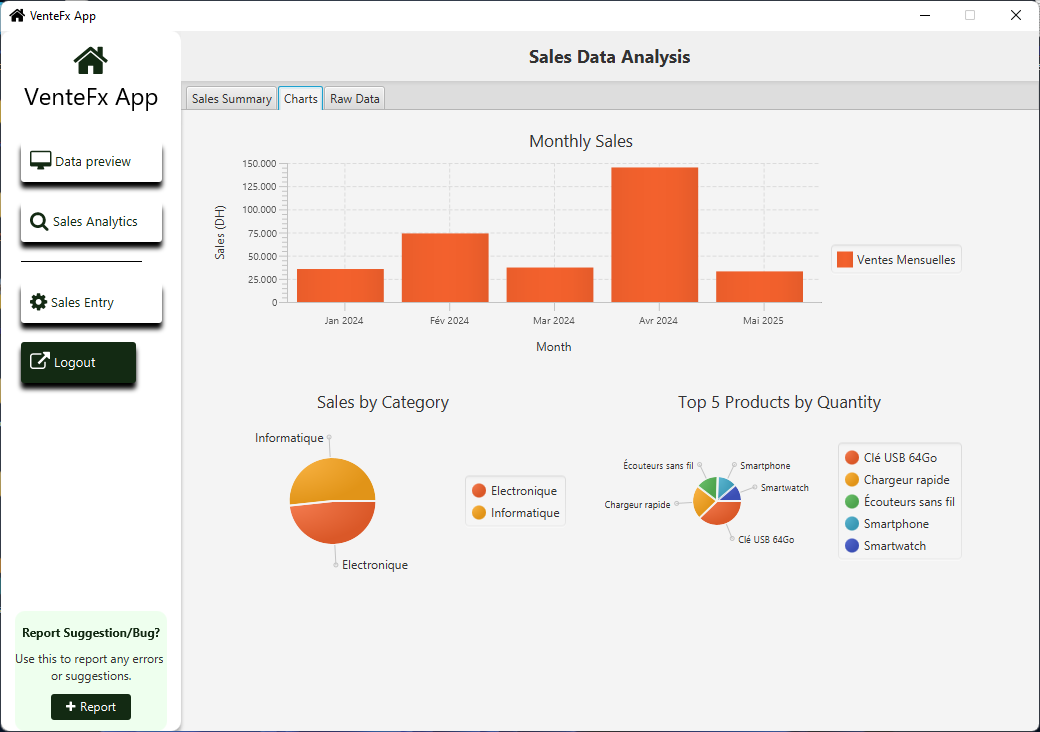 VenteFx App
VenteFx App
Data preview
Sales Analytics
Sales Entry
Logout
Report Suggestion/Bug?
Use this to report any errors
or suggestions.
Report
Sales Data Analysis
Sales Summary
Charts
Raw Data
Monthly Sales
Sales (DH)
150.000
125.000
100.000
75.000
50.000
25.000
0
Jan 2024
Fév 2024
Mar 2024
Avr 2024
Mai 2025
Month
Ventes Mensuelles
Sales by Category
Informatique
Electronique
Electronique
Informatique
Top 5 Products by Quantity
Écouteurs sans fil
Smartphone
Smartwatch
Chargeur rapide
Clé USB 64Go
Clé USB 64Go
Chargeur rapide
Écouteurs sans fil
Smartphone
Smartwatch